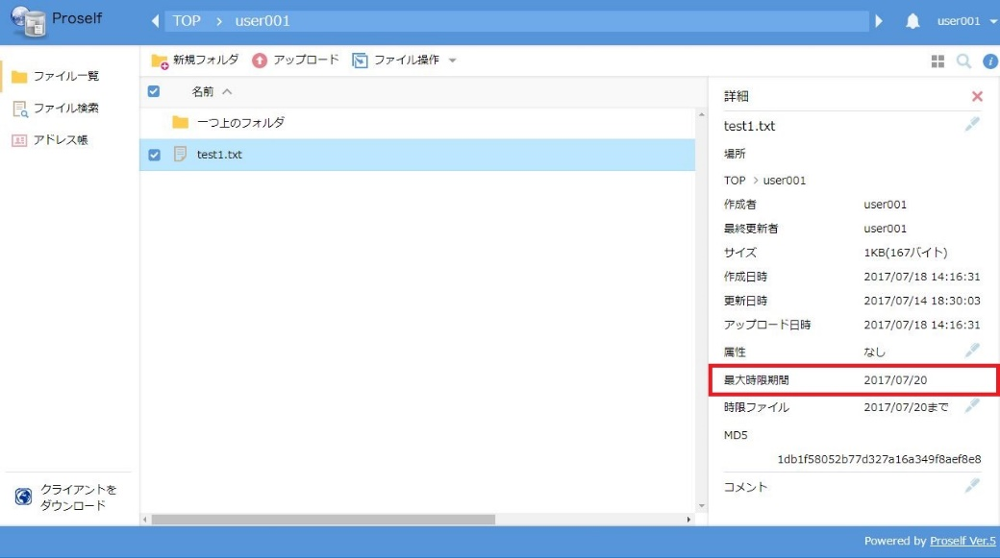 Proself
TOP > user001
user001
ファイル一覧
ファイル検索
アドレス帳
クライアントを
ダウンロード
新規フォルダ アップロード ファイル操作
名前
一つ上のフォルダ
test1.txt
詳細
test1.txt
場所
TOP > user001
作成者 user001
最終更新者 user001
サイズ 1KB(167バイト)
作成日時 2017/07/18 14:16:31
更新日時 2017/07/14 18:30:03
アップロード日時 2017/07/18 14:16:31
属性 なし
最大時限期間 2017/07/20
時限ファイル 2017/07/20まで
MD5
1db1f58052b77d327a16a349f8aef8e8
コメント
Powered by Proself Ver.5